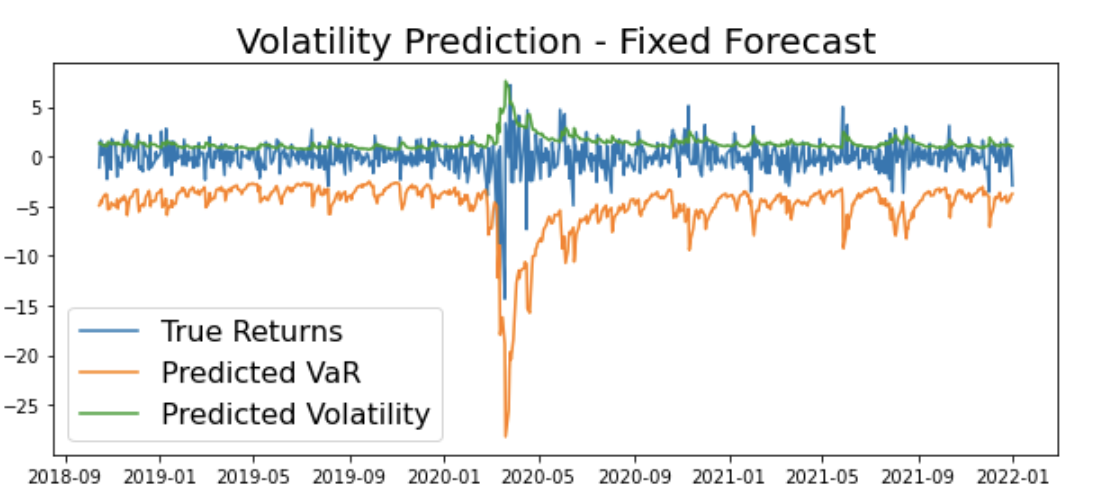 Volatility Prediction - Fixed Forecast
5
0
−5
−10
−15
−20
−25
True Returns
Predicted VaR
Predicted Volatility
2018-09 2019-01 2019-05 2019-09 2020-01 2020-05 2020-09 2021-01 2021-05 2021-09 2022-01